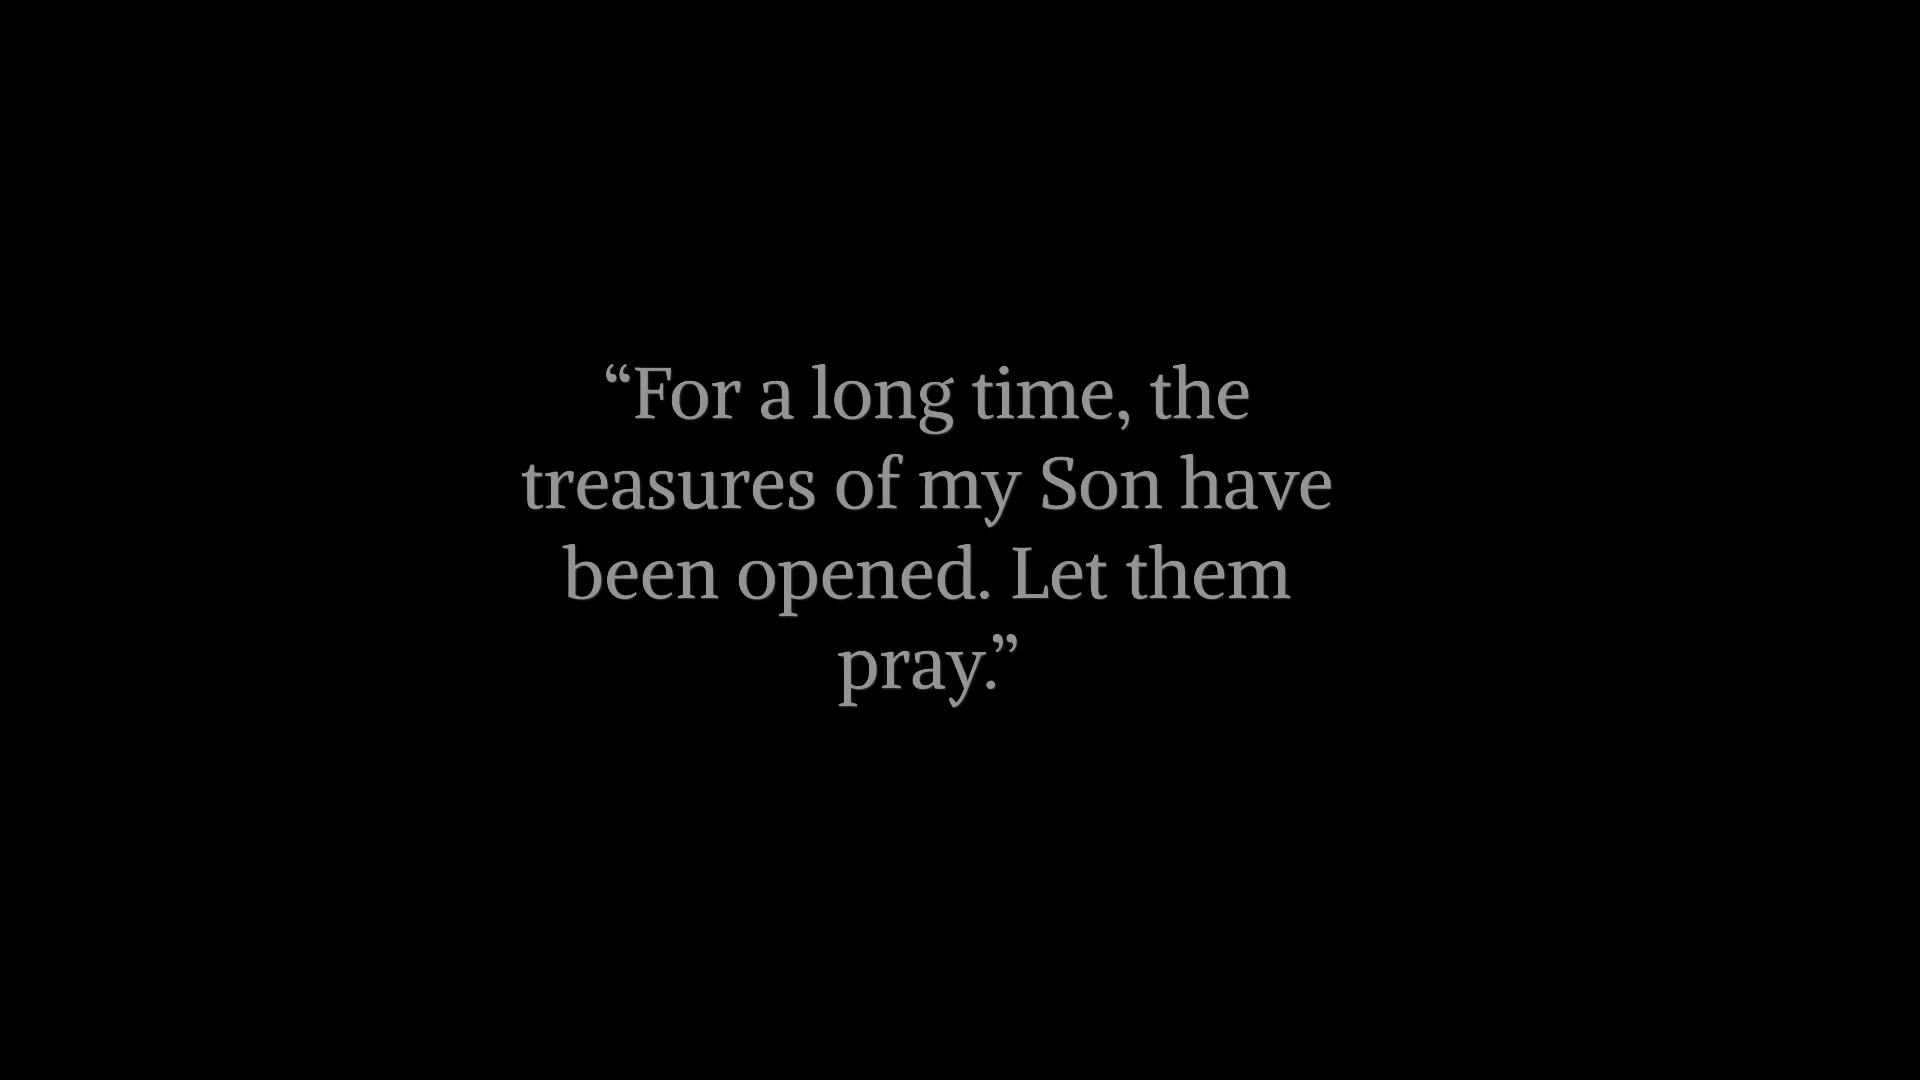 “For a long time, the
treasures of my Son have
been opened. Let them
pray.”